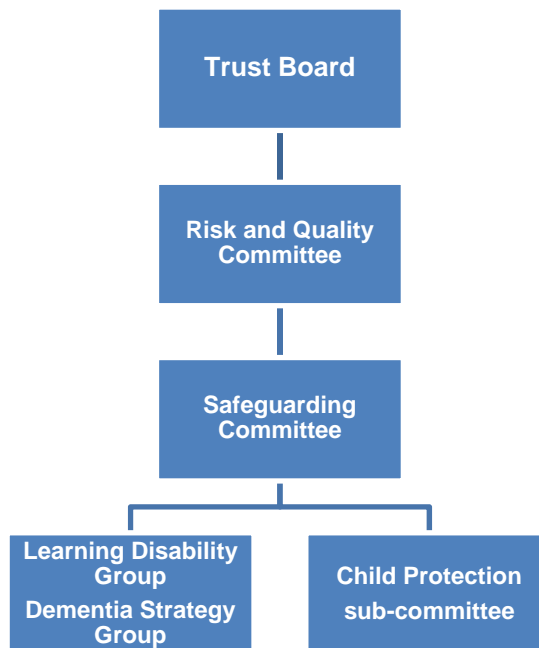 Trust Board
Risk and Quality
Committee
Safeguarding
Committee
Learning Disability
Group
Dementia Strategy
Group
Child Protection
sub-committee